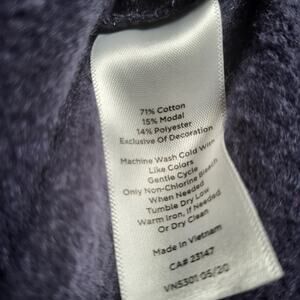 71% Cotton
15% Modal
14% Polyester
Exclusive Of Decoration
Machine Wash Cold With
Like Colors
Gentle Cycle
Only Non-Chlorine Bleach
When Needed
Tumble Dry Low
Warm Iron, If Needed
Or Dry Clean
Made in Vietnam
CA# 23147
VN5301 05/20